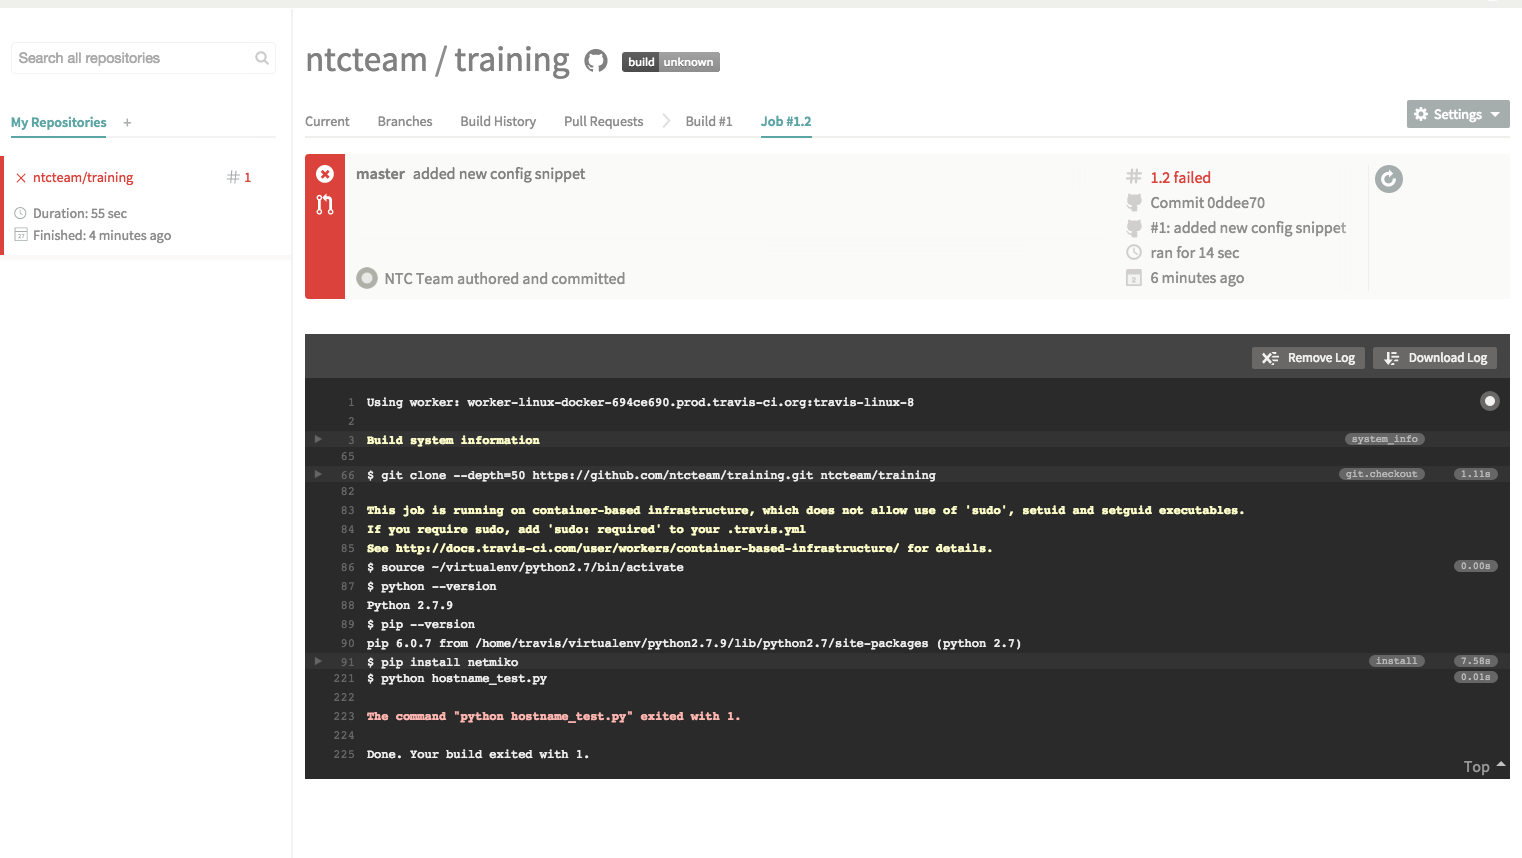 Search all repositories
My Repositories +
ntcteam/training # 1
Duration: 55 sec
Finished: 4 minutes ago
ntcteam / training build unknown
Current Branches Build History Pull Requests Build #1 Job #1.2
Settings
master added new config snippet
NTC Team authored and committed
# 1.2 failed
Commit 0ddee70
#1: added new config snippet
ran for 14 sec
6 minutes ago
Remove Log Download Log
1 Using worker: worker-linux-docker-694ce690.prod.travis-ci.org:travis-linux-8
2
3 Build system information system_info
65
66 $ git clone --depth=50 https://github.com/ntcteam/training.git ntcteam/training git.checkout 1.11s
82
83 This job is running on container-based infrastructure, which does not allow use of 'sudo', setuid and setguid executables.
84 If you require sudo, add 'sudo: required' to your .travis.yml
85 See http://docs.travis-ci.com/user/workers/container-based-infrastructure/ for details.
86 $ source ~/virtualenv/python2.7/bin/activate 0.00s
87 $ python --version
88 Python 2.7.9
89 $ pip --version
90 pip 6.0.7 from /home/travis/virtualenv/python2.7.9/lib/python2.7/site-packages (python 2.7)
91 $ pip install netmiko install 7.58s
221 $ python hostname_test.py 0.01s
222
223 The command "python hostname_test.py" exited with 1.
224
225 Done. Your build exited with 1.
Top